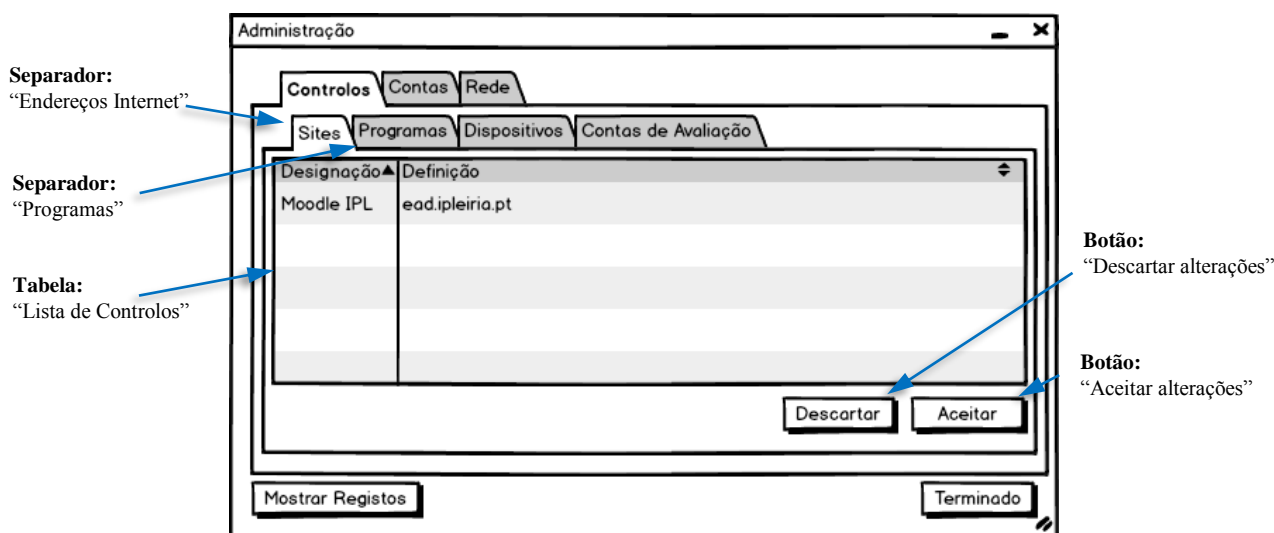 Administração
Separador:
“Endereços Internet”
Controlos Contas Rede
Sites Programas Dispositivos Contas de Avaliação
Designação Definição
Separador:
“Programas”
Moodle IPL ead.ipleiria.pt
Botão:
“Descartar alterações”
Tabela:
“Lista de Controlos”
Botão:
“Aceitar alterações”
Descartar Aceitar
Mostrar Registos Terminado